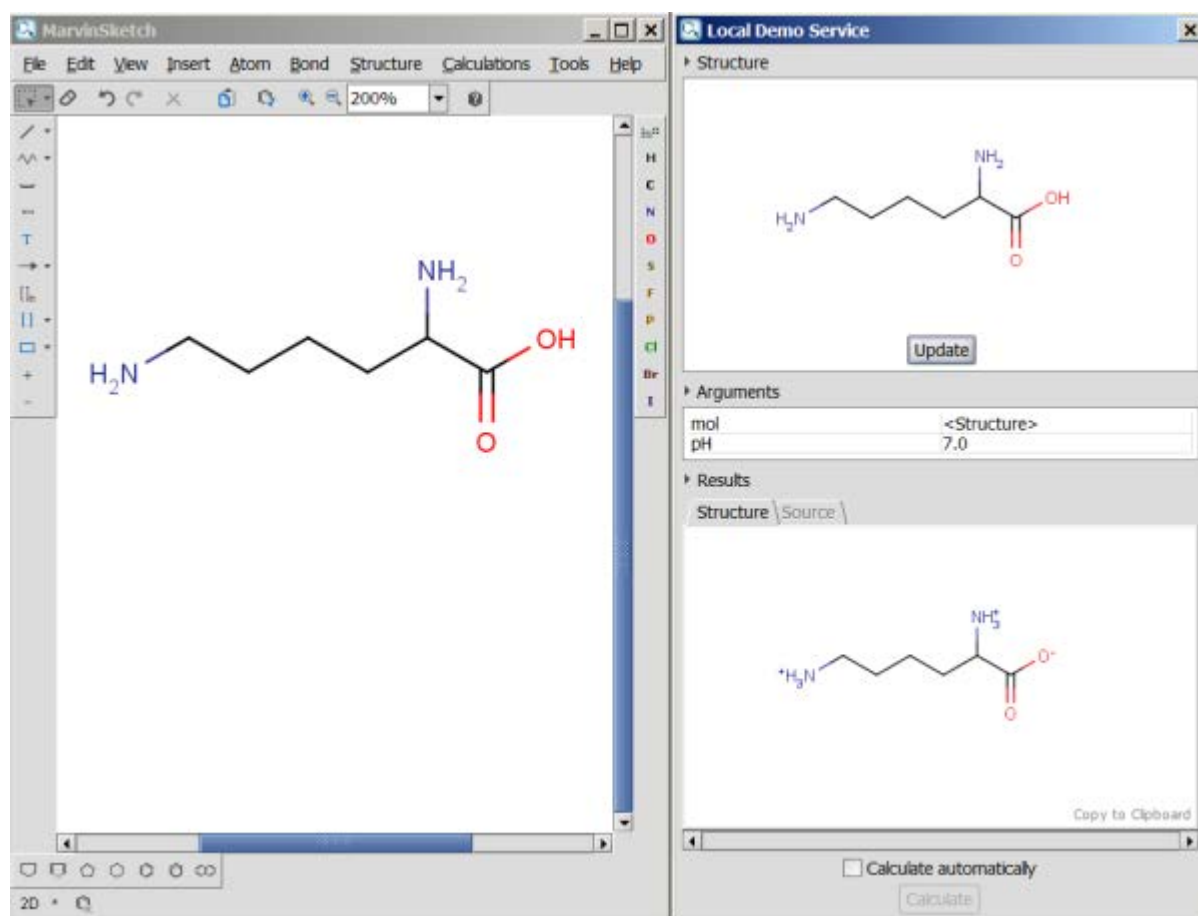 MarvinSketch
File Edit View Insert Atom Bond Structure Calculations Tools Help
200%
H
C
N
O
S
F
P
Cl
Br
I
T
NH2
OH
H2N
O
2D
Local Demo Service
Structure
NH2
OH
H2N
O
Update
Arguments
mol <Structure>
pH 7.0
Results
Structure Source
NH3+
O-
+H3N
O
Copy to Clipboard
Calculate automatically
Calculate